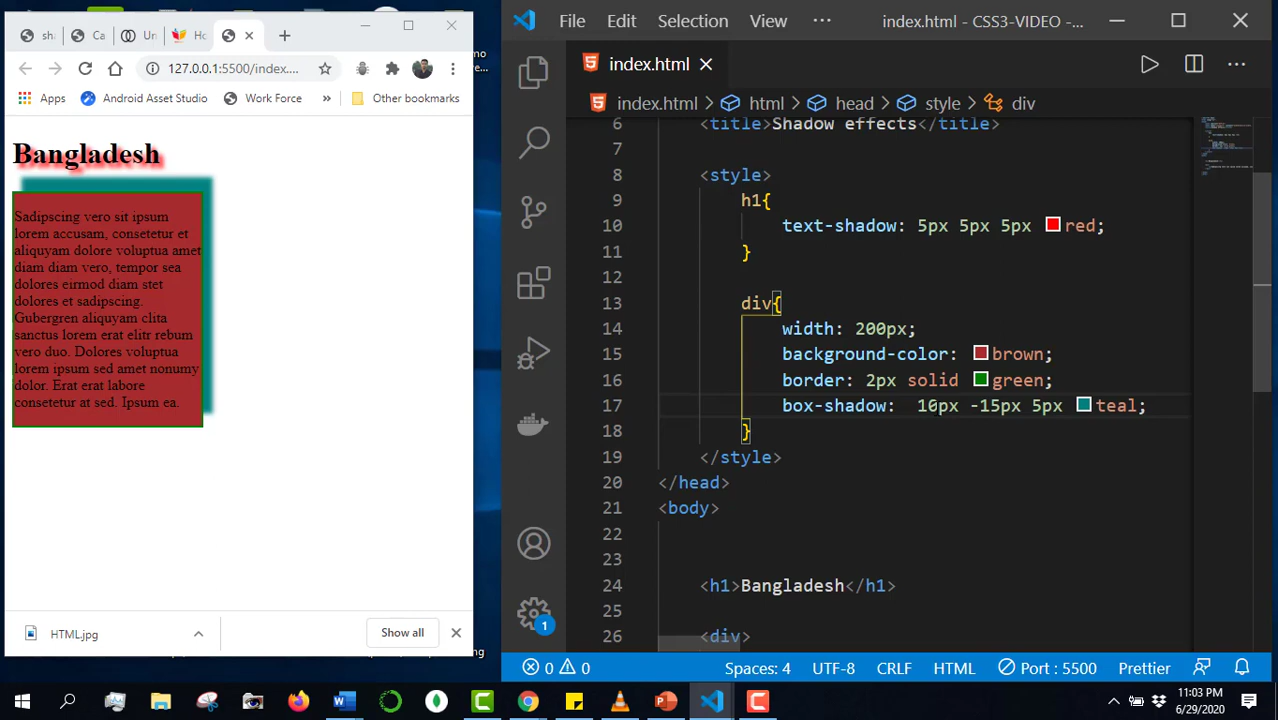 sh
Ca
Un
Ho
127.0.0.1:5500/index....
Apps
Android Asset Studio
Work Force
»
Other bookmarks
Bangladesh
Sadipscing vero sit ipsum
lorem accusam, consetetur et
aliquyam dolore voluptua amet
diam diam vero, tempor sea
dolores eirmod diam stet
dolores et sadipscing.
Gubergren aliquyam clita
sanctus lorem erat elitr rebum
vero duo. Dolores voluptua
lorem ipsum sed amet nonumy
dolor. Erat erat labore
consetetur at sed. Ipsum ea.
HTML.jpg
Show all
File Edit Selection View ··· index.html - CSS3-VIDEO -...
index.html
index.html > html > head > style > div
6 <title>Shadow effects</title>
7
8 <style>
9 h1{
10 text-shadow: 5px 5px 5px red;
11 }
12
13 div{
14 width: 200px;
15 background-color: brown;
16 border: 2px solid green;
17 box-shadow: 10px -15px 5px teal;
18 }
19 </style>
20 </head>
21 <body>
22
23
24 <h1>Bangladesh</h1>
25
26 <div>
1
0 0 Spaces: 4 UTF-8 CRLF HTML Port : 5500 Prettier
11:03 PM
6/29/2020